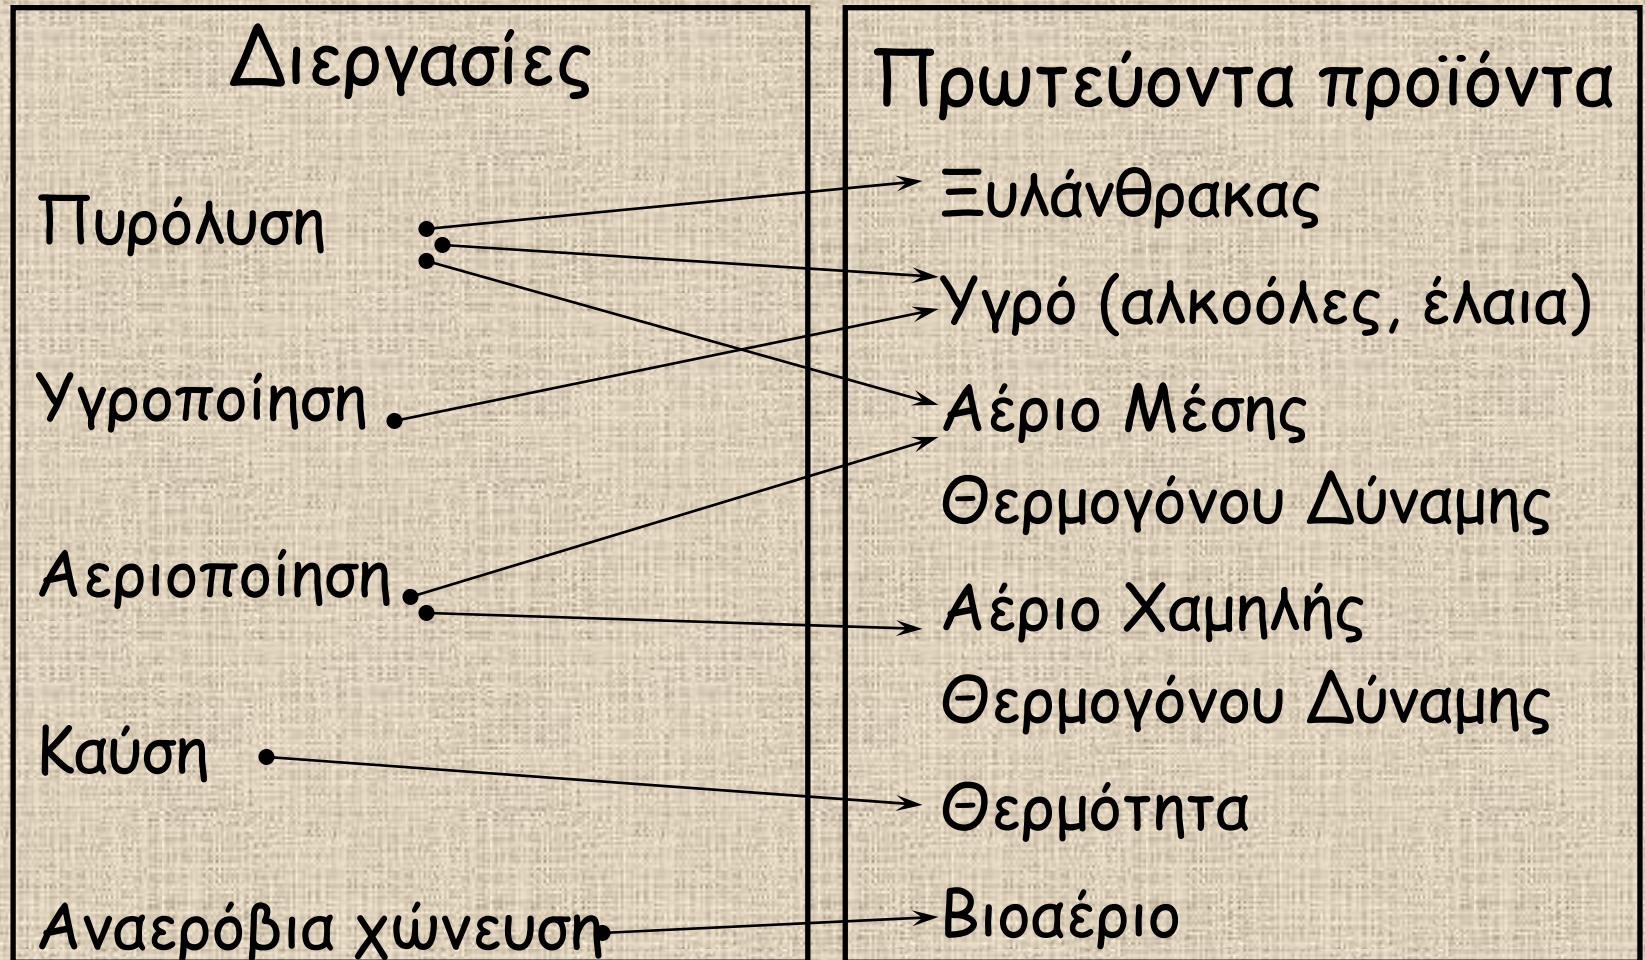 Διεργασίες
Πυρόλυση
Υγροποίηση
Αεριοποίηση
Καύση
Αναερόβια χώνευση
Πρωτεύοντα προϊόντα
Ξυλάνθρακας
Υγρό (αλκοόλες, έλαια)
Αέριο Μέσης
Θερμογόνου Δύναμης
Αέριο Χαμηλής
Θερμογόνου Δύναμης
Θερμότητα
Βιοαέριο